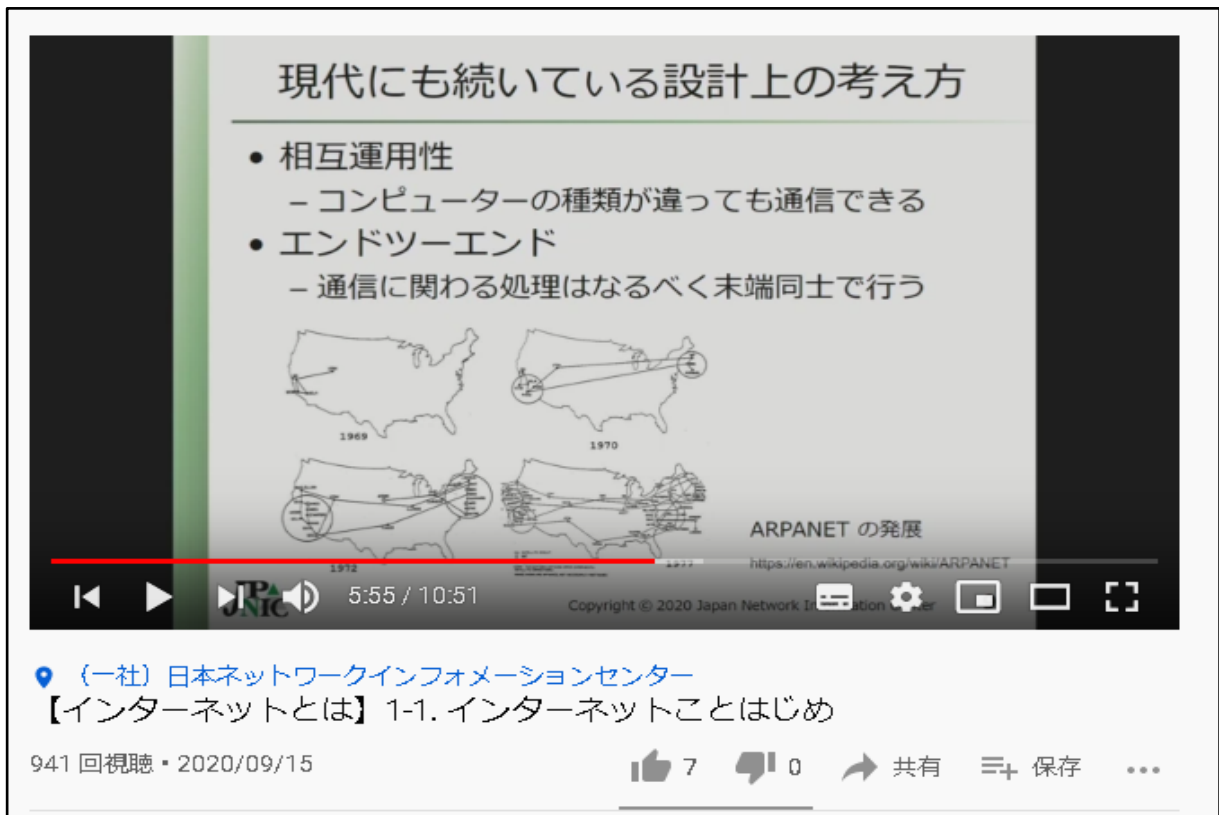 現代にも続いている設計上の考え方
• 相互運用性
– コンピューターの種類が違っても通信できる
• エンドツーエンド
– 通信に関わる処理はなるべく末端同士で行う
1969
1970
1972
1977
ARPANET の発展
https://en.wikipedia.org/wiki/ARPANET
JPNIC
5:55 / 10:51
Copyright © 2020 Japan Network
（一社）日本ネットワークインフォメーションセンター
【インターネットとは】1-1. インターネットことはじめ
941 回視聴・2020/09/15
7 0 共有 保存